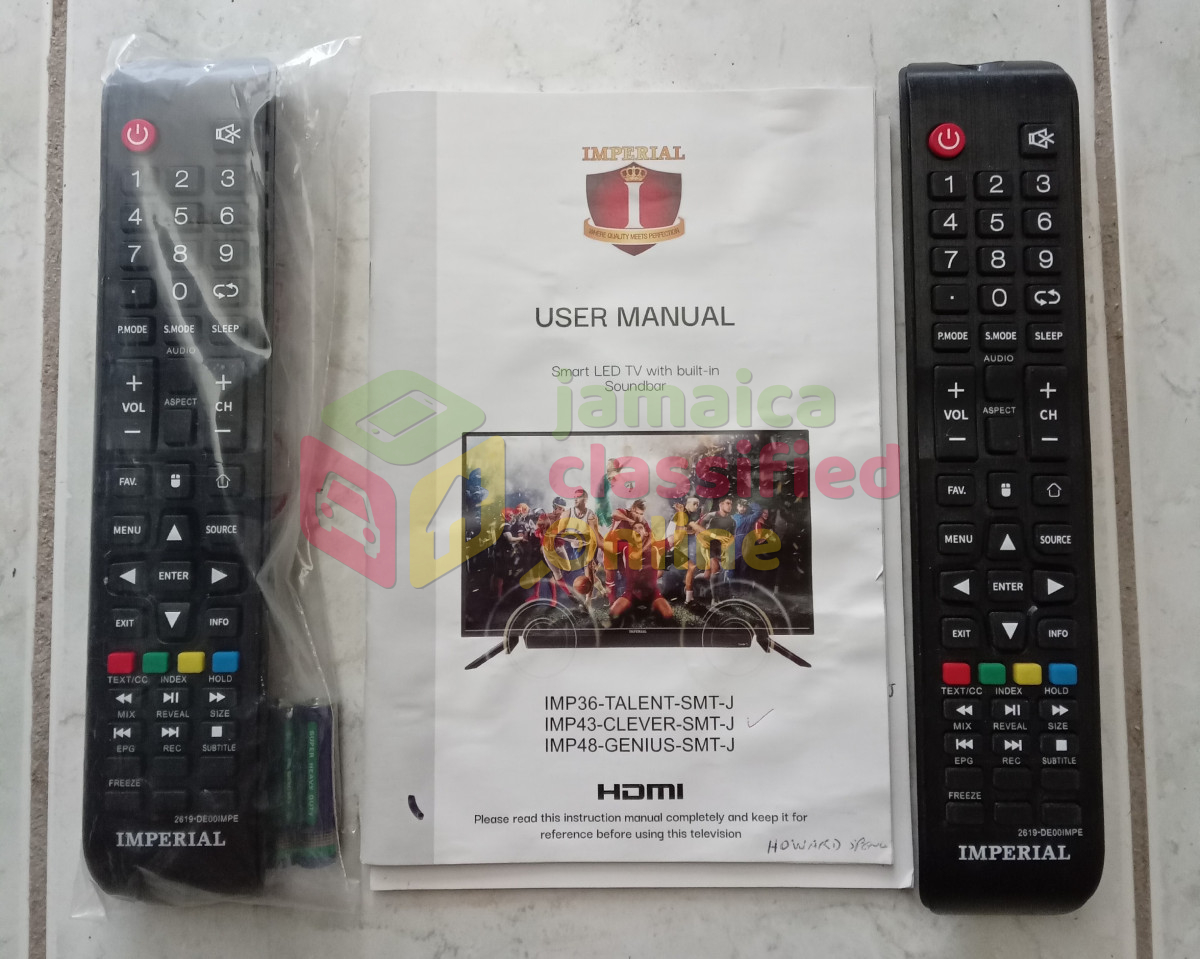 1 2 3
4 5 6
7 8 9
. 0
P.MODE S.MODE SLEEP
AUDIO
+ +
VOL ASPECT CH
− −
FAV.
MENU SOURCE
ENTER
EXIT INFO
TEXT/CC INDEX HOLD
MIX REVEAL SIZE
EPG REC SUBTITLE
FREEZE
2619-DE00IMPE
IMPERIAL
SUPER HEAVY DUTY
IMPERIAL
I
WHERE QUALITY MEETS PERFECTION
USER MANUAL
Smart LED TV with built-in
Soundbar
jamaica
classified
online
IMPERIAL
IMP36-TALENT-SMT-J
IMP43-CLEVER-SMT-J
IMP48-GENIUS-SMT-J
HDMI
Please read this instruction manual completely and keep it for
reference before using this television
HOWARD
1 2 3
4 5 6
7 8 9
. 0
P.MODE S.MODE SLEEP
AUDIO
+ +
VOL ASPECT CH
− −
FAV.
MENU SOURCE
ENTER
EXIT INFO
TEXT/CC INDEX HOLD
MIX REVEAL SIZE
EPG REC SUBTITLE
FREEZE
2619-DE00IMPE
IMPERIAL